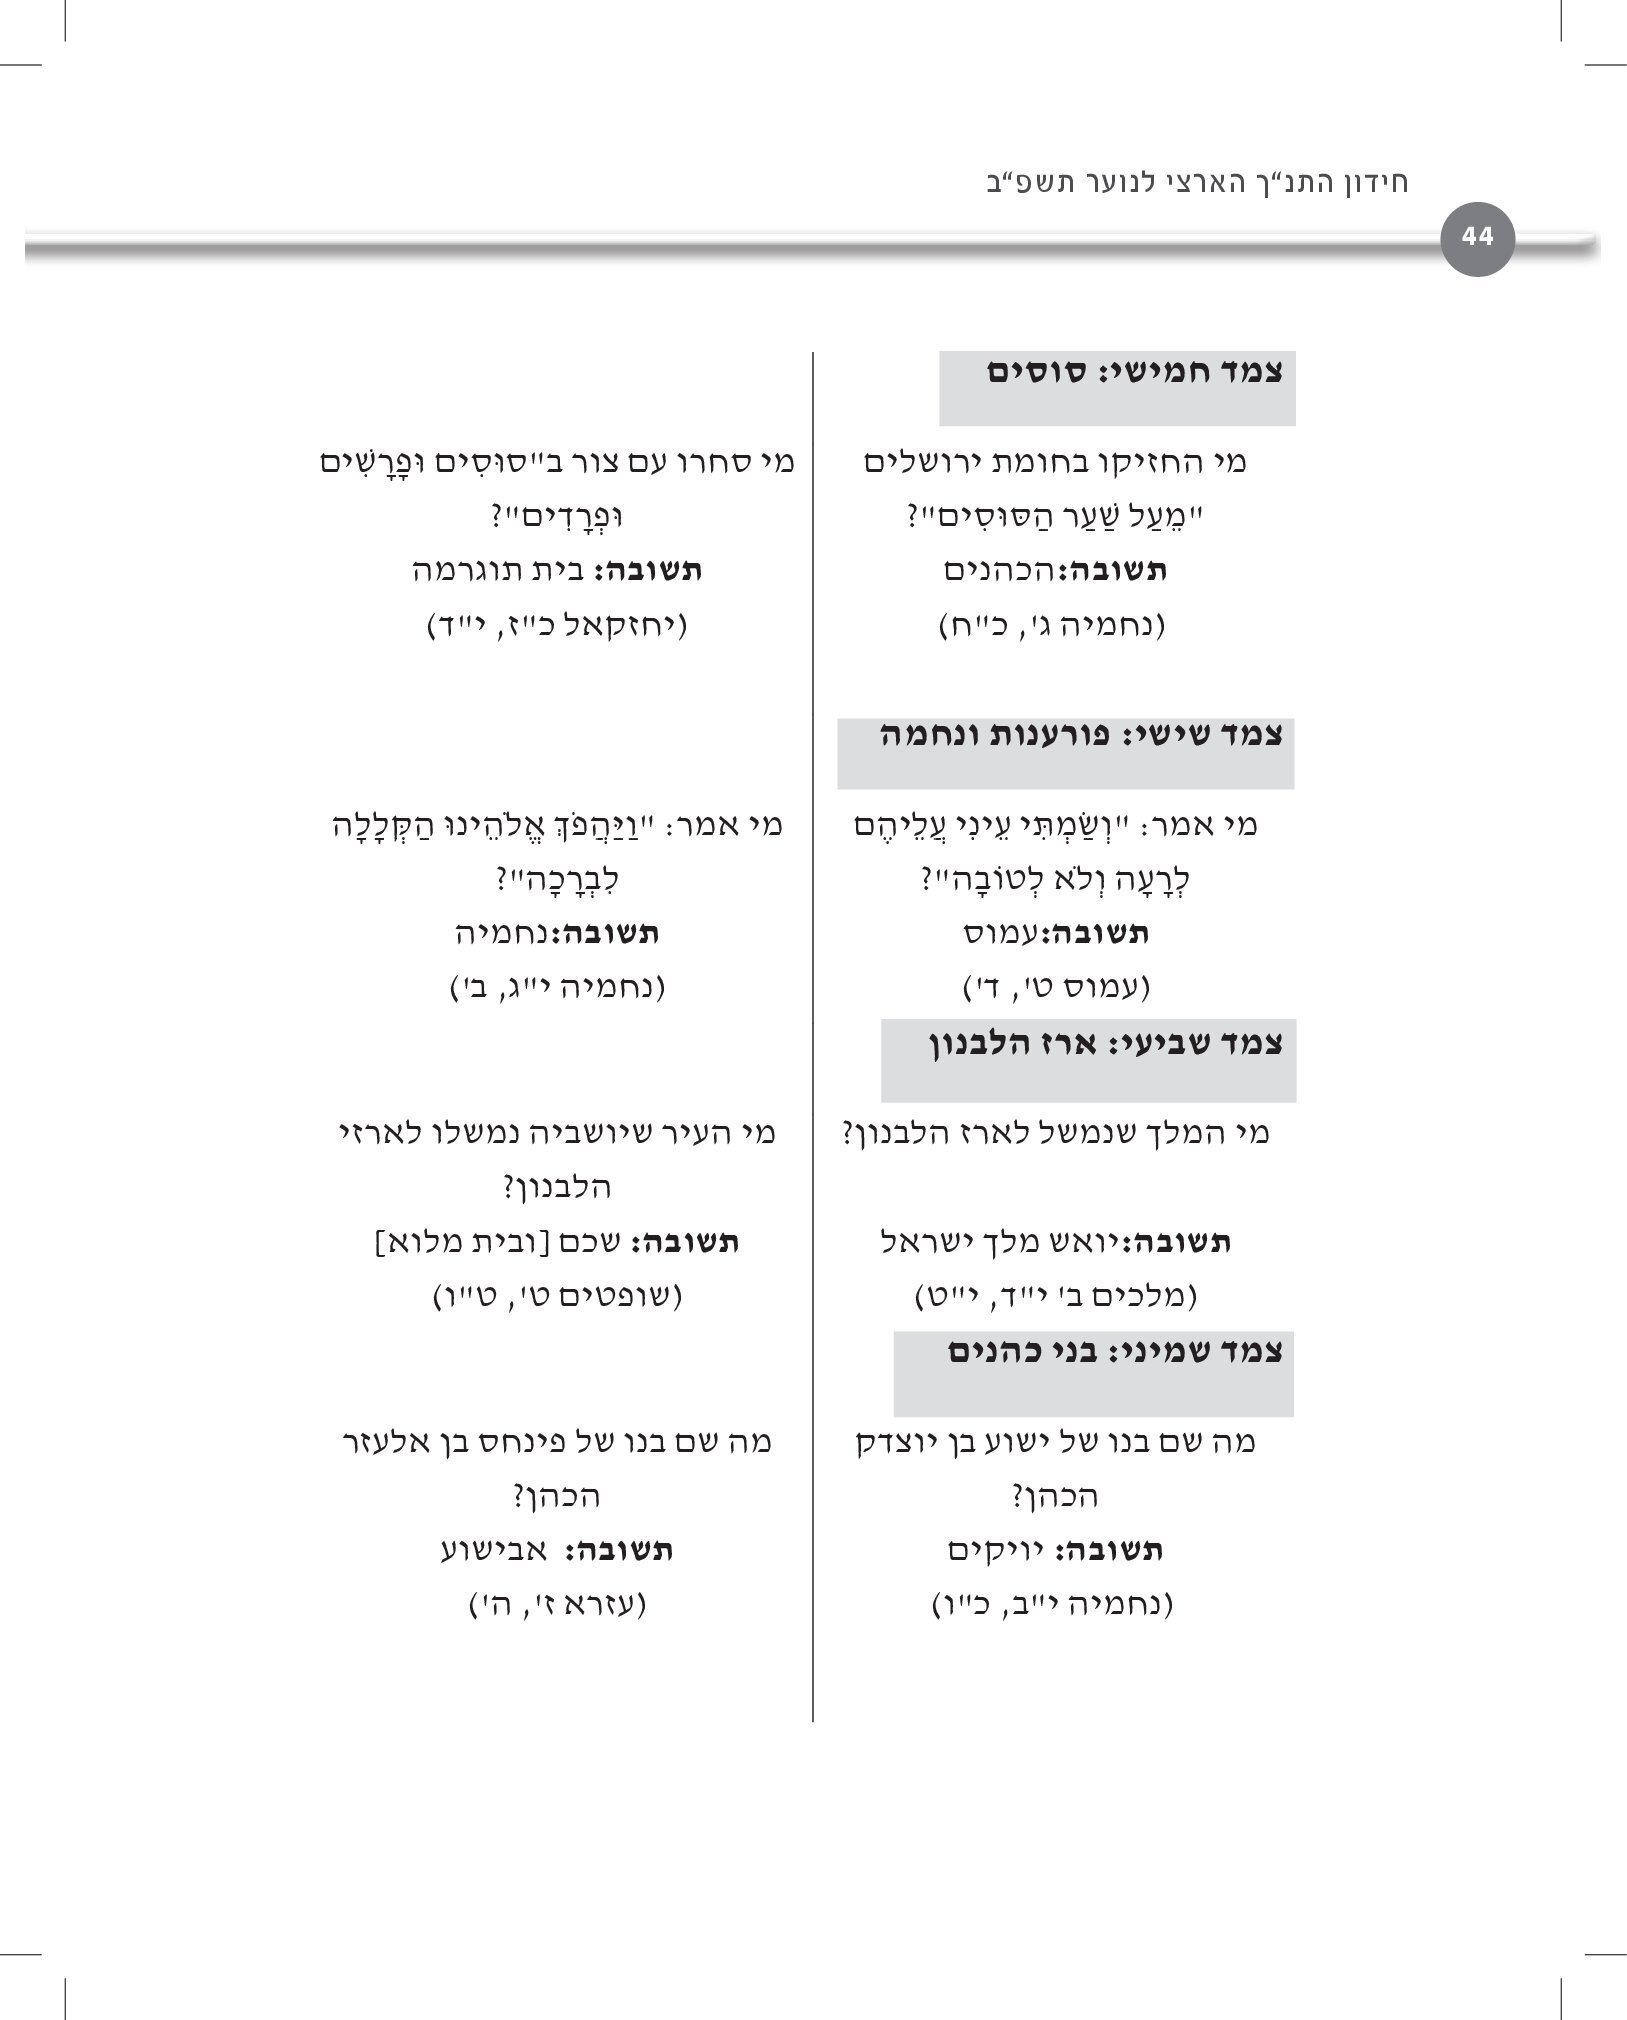 חידון התנ“ך הארצי לנוער תשפ“ב
44
צמד חמישי: סוסים
מי החזיקו בחומת ירושלים
"מֵעַל שַׁעַר הַסּוּסִים"?
תשובה:הכהנים
(נחמיה ג', כ"ח)
מי סחרו עם צור ב"סוּסִים וּפָרָשִׁים
וּפְרָדִים"?
תשובה: בית תוגרמה
(יחזקאל כ"ז, י"ד)
צמד שישי: פורענות ונחמה
מי אמר: "וְשַׂמְתִּי עֵינִי עֲלֵיהֶם
לְרָעָה וְלֹא לְטוֹבָה"?
תשובה:עמוס
(עמוס ט', ד')
מי אמר: "וַיַּהֲפֹךְ אֱלֹהֵינוּ הַקְּלָלָה
לִבְרָכָה"?
תשובה:נחמיה
(נחמיה י"ג, ב')
צמד שביעי: ארז הלבנון
מי המלך שנמשל לארז הלבנון?
תשובה:יואש מלך ישראל
(מלכים ב' י"ד, י"ט)
מי העיר שיושביה נמשלו לארזי
הלבנון?
תשובה: שכם [ובית מלוא]
(שופטים ט', ט"ו)
צמד שמיני: בני כהנים
מה שם בנו של ישוע בן יוצדק
הכהן?
תשובה: יויקים
(נחמיה י"ב, כ"ו)
מה שם בנו של פינחס בן אלעזר
הכהן?
תשובה: אבישוע
(עזרא ז', ה')